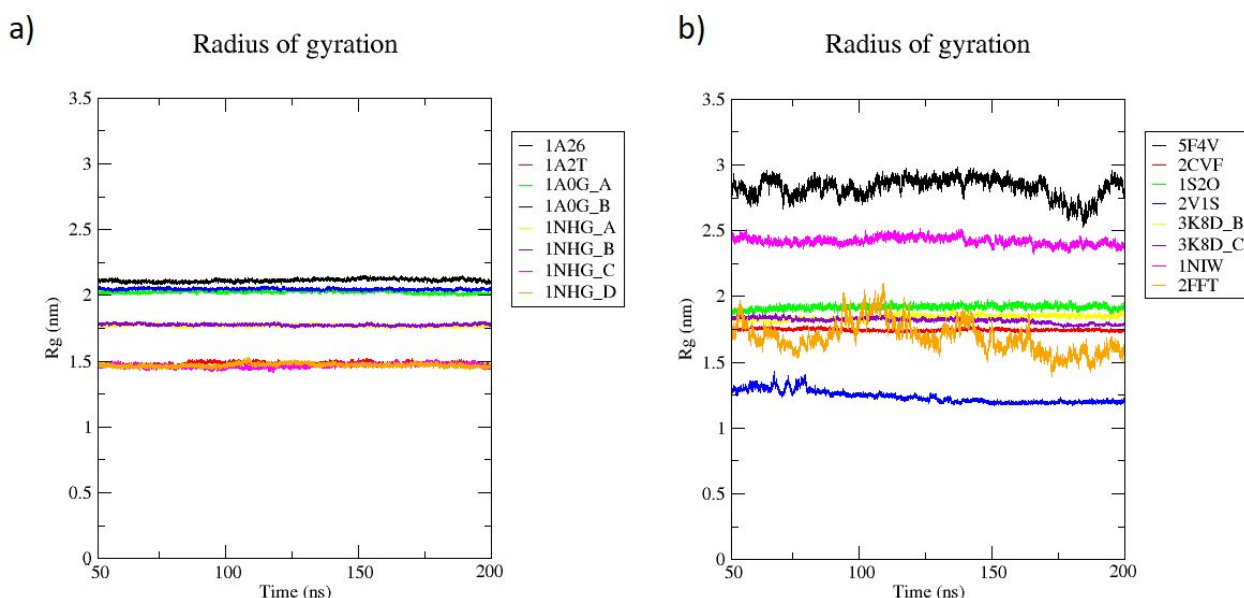 a)
Radius of gyration
3.5
3
2.5
2
1.5
1
0.5
0
50
100
150
200
Rg (nm)
Time (ns)
1A26
1A2T
1A0G_A
1A0G_B
1NHG_A
1NHG_B
1NHG_C
1NHG_D
b)
Radius of gyration
3.5
3
2.5
2
1.5
1
0.5
0
50
100
150
200
Rg (nm)
Time (ns)
5F4V
2CVF
1S2O
2V1S
3K8D_B
3K8D_C
1NIW
2FFT